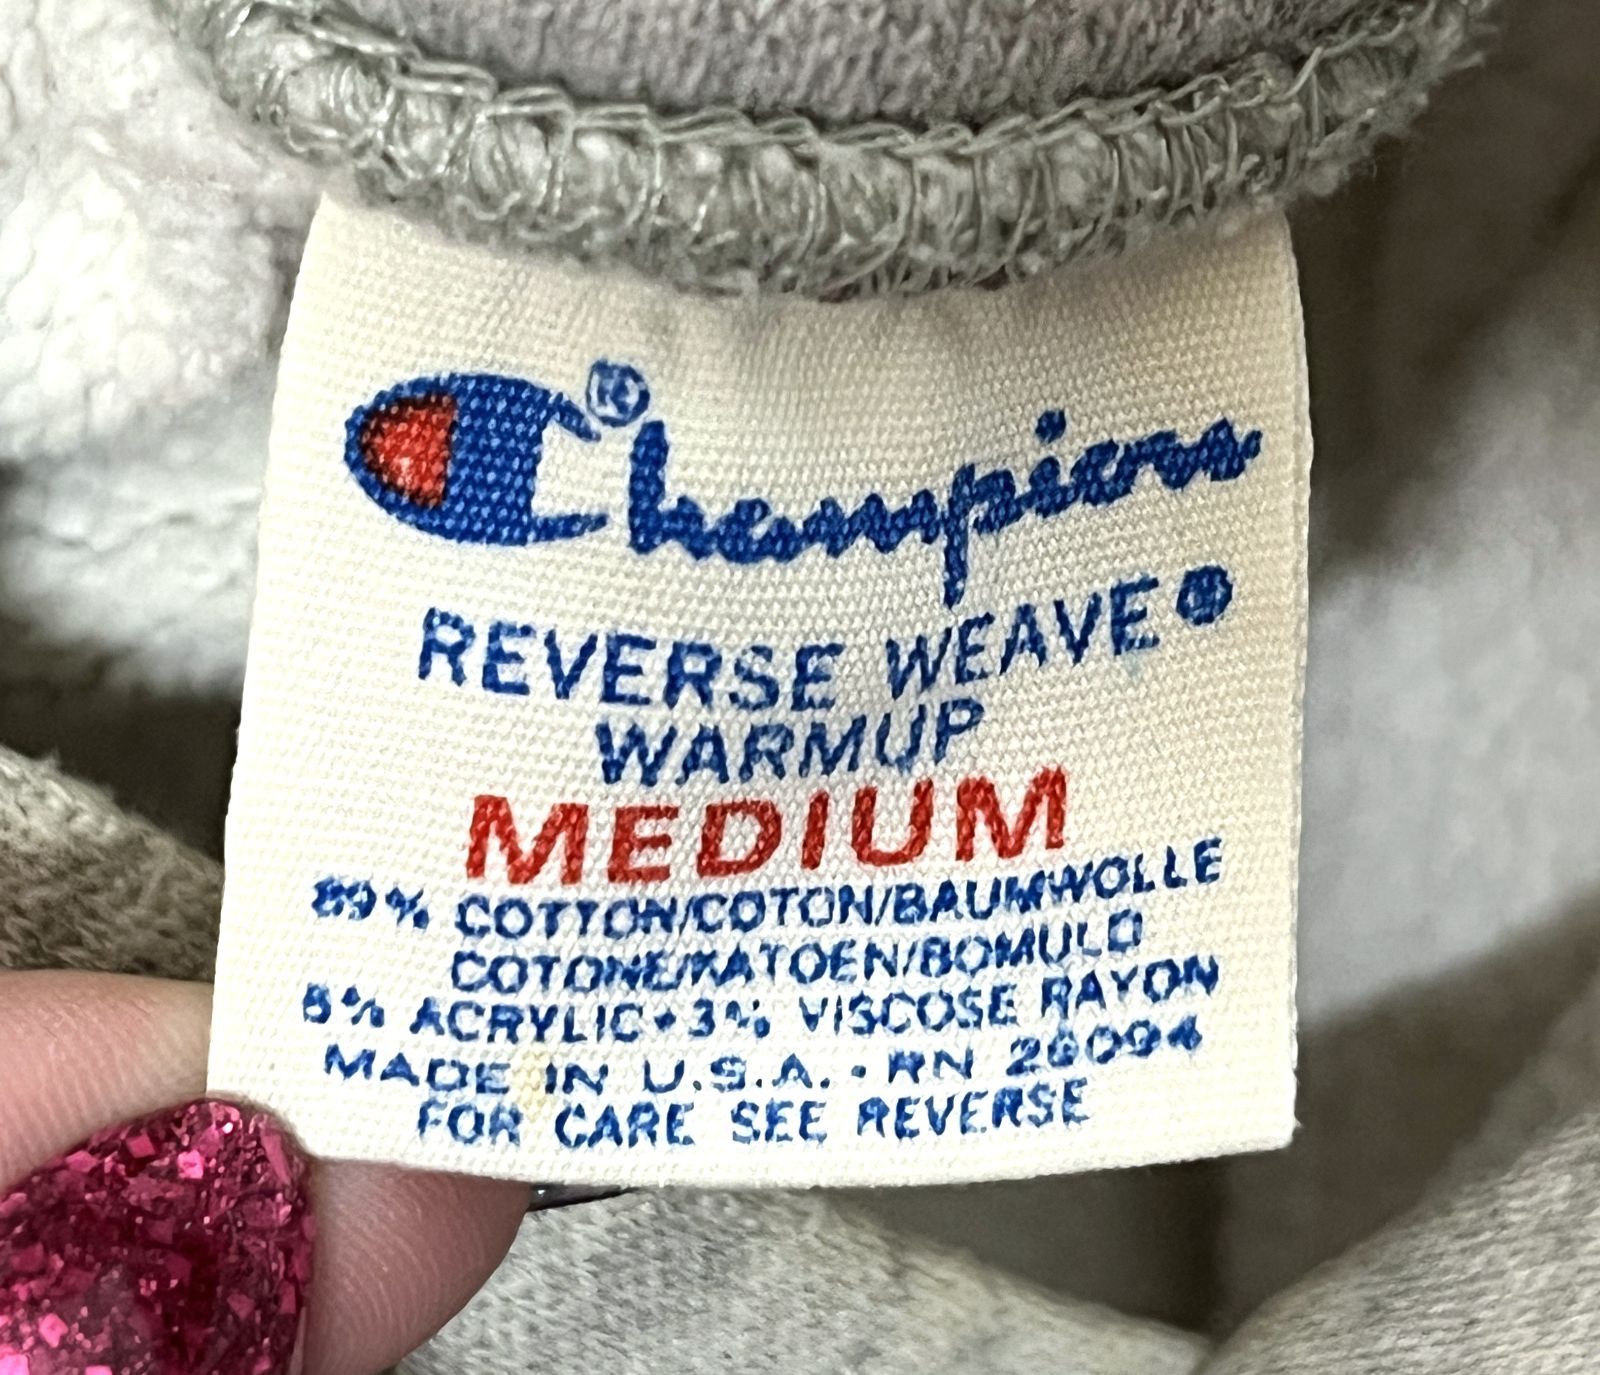 Champion®
REVERSE WEAVE®
WARMUP
MEDIUM
89% COTTON/COTON/BAUMWOLLE
COTONE/KATOEN/BOMULD
8% ACRYLIC•3% VISCOSE RAYON
MADE IN U.S.A. • RN 26094
FOR CARE SEE REVERSE